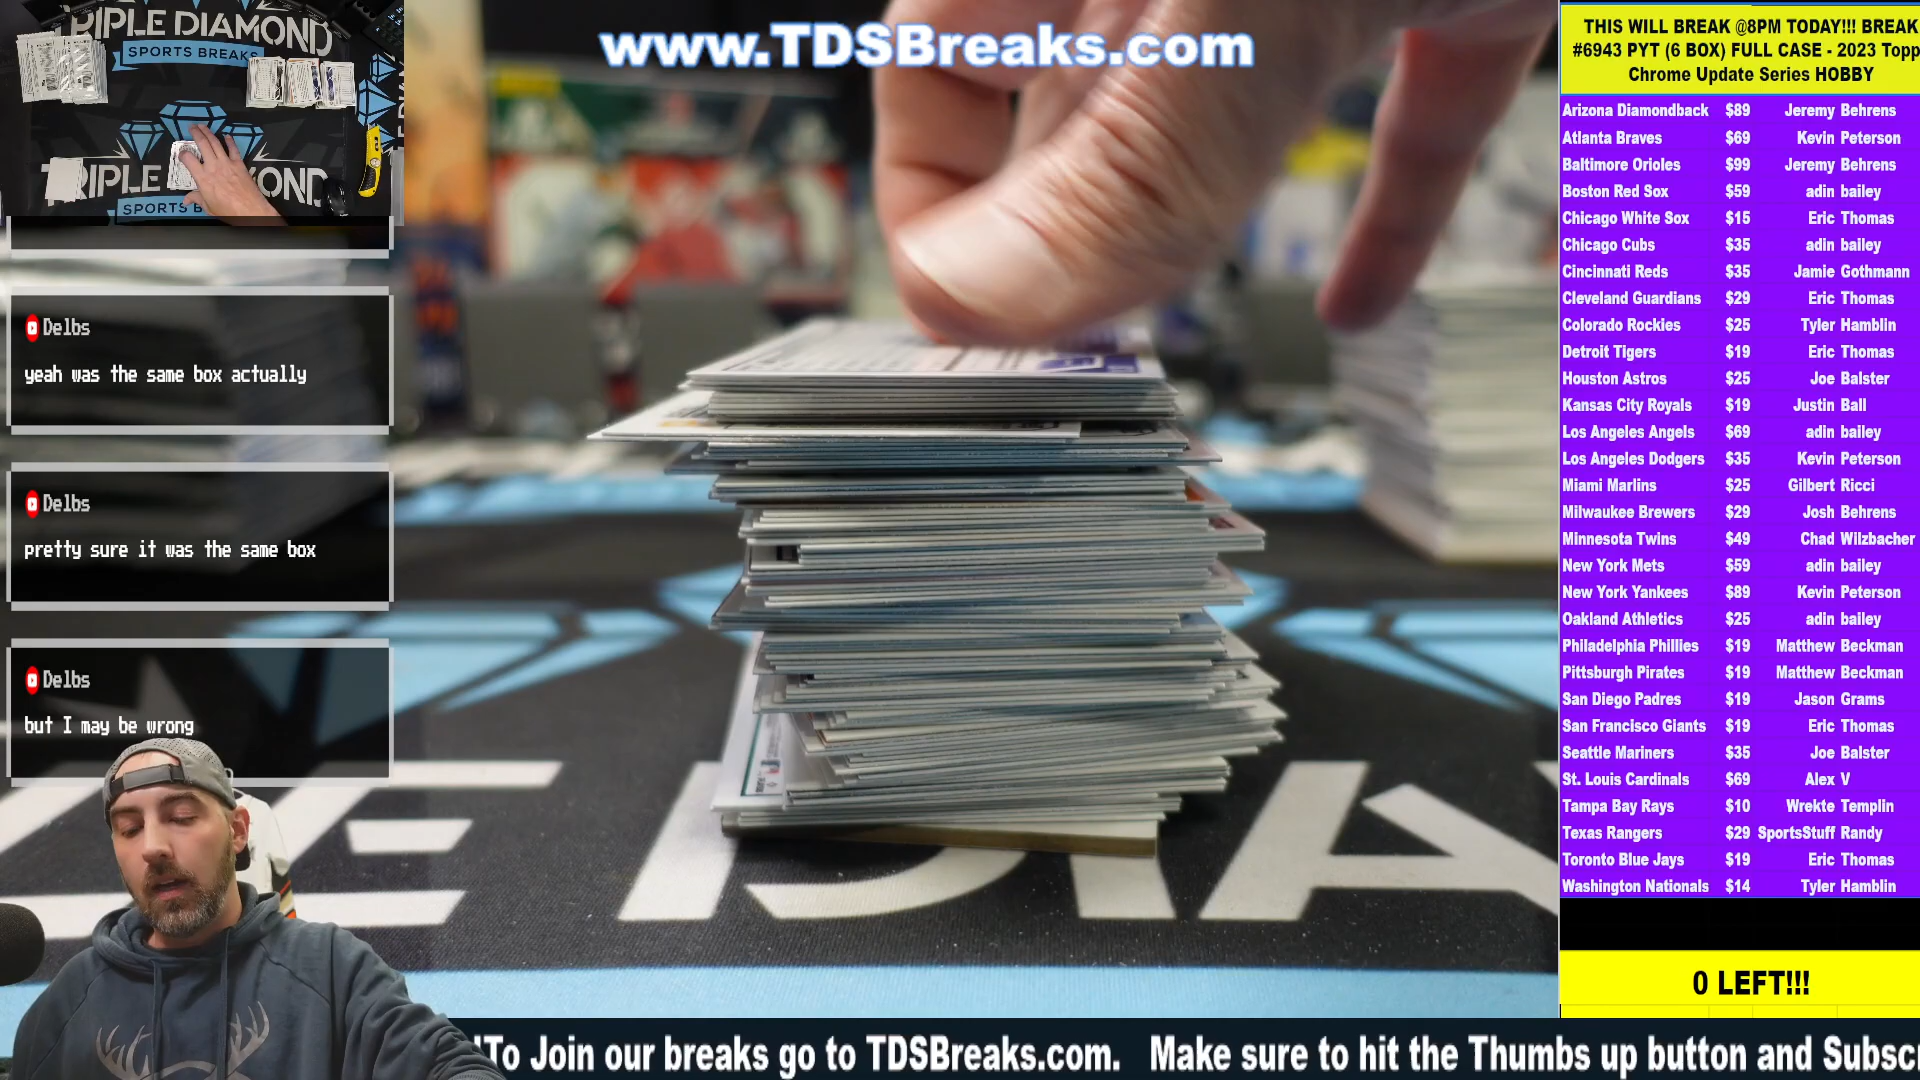 TRIPLE DIAMOND
SPORTS BREAKS
TRIPLE DIAMOND
SPORTS
www.TDSBreaks.com
Delbs
yeah was the same box actually
Delbs
pretty sure it was the same box
Delbs
but I may be wrong
THIS WILL BREAK @8PM TODAY!!! BREAK
#6943 PYT (6 BOX) FULL CASE - 2023 Topp
Chrome Update Series HOBBY
Arizona Diamondback $89 Jeremy Behrens
Atlanta Braves $69 Kevin Peterson
Baltimore Orioles $99 Jeremy Behrens
Boston Red Sox $59 adin bailey
Chicago White Sox $15 Eric Thomas
Chicago Cubs $35 adin bailey
Cincinnati Reds $35 Jamie Gothmann
Cleveland Guardians $29 Eric Thomas
Colorado Rockies $25 Tyler Hamblin
Detroit Tigers $19 Eric Thomas
Houston Astros $25 Joe Balster
Kansas City Royals $19 Justin Ball
Los Angeles Angels $69 adin bailey
Los Angeles Dodgers $35 Kevin Peterson
Miami Marlins $25 Gilbert Ricci
Milwaukee Brewers $29 Josh Behrens
Minnesota Twins $49 Chad Wilzbacher
New York Mets $59 adin bailey
New York Yankees $89 Kevin Peterson
Oakland Athletics $25 adin bailey
Philadelphia Phillies $19 Matthew Beckman
Pittsburgh Pirates $19 Matthew Beckman
San Diego Padres $19 Jason Grams
San Francisco Giants $19 Eric Thomas
Seattle Mariners $35 Joe Balster
St. Louis Cardinals $69 Alex V
Tampa Bay Rays $10 Wrekte Templin
Texas Rangers $29 SportsStuff Randy
Toronto Blue Jays $19 Eric Thomas
Washington Nationals $14 Tyler Hamblin
0 LEFT!!!
!To Join our breaks go to TDSBreaks.com. Make sure to hit the Thumbs up button and Subsc